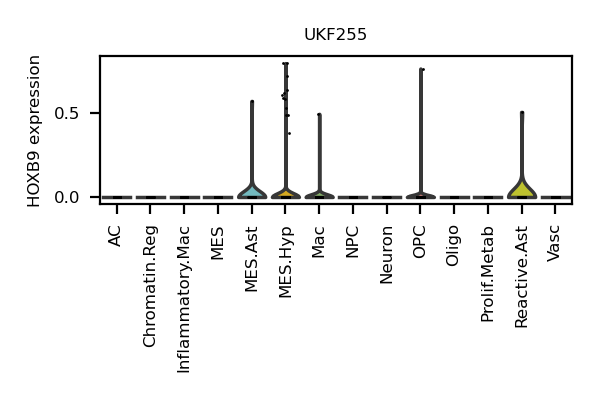 UKF255
HOXB9 expression
0.5
0.0
AC
Chromatin.Reg
Inflammatory.Mac
MES
MES.Ast
MES.Hyp
Mac
NPC
Neuron
OPC
Oligo
Prolif.Metab
Reactive.Ast
Vasc